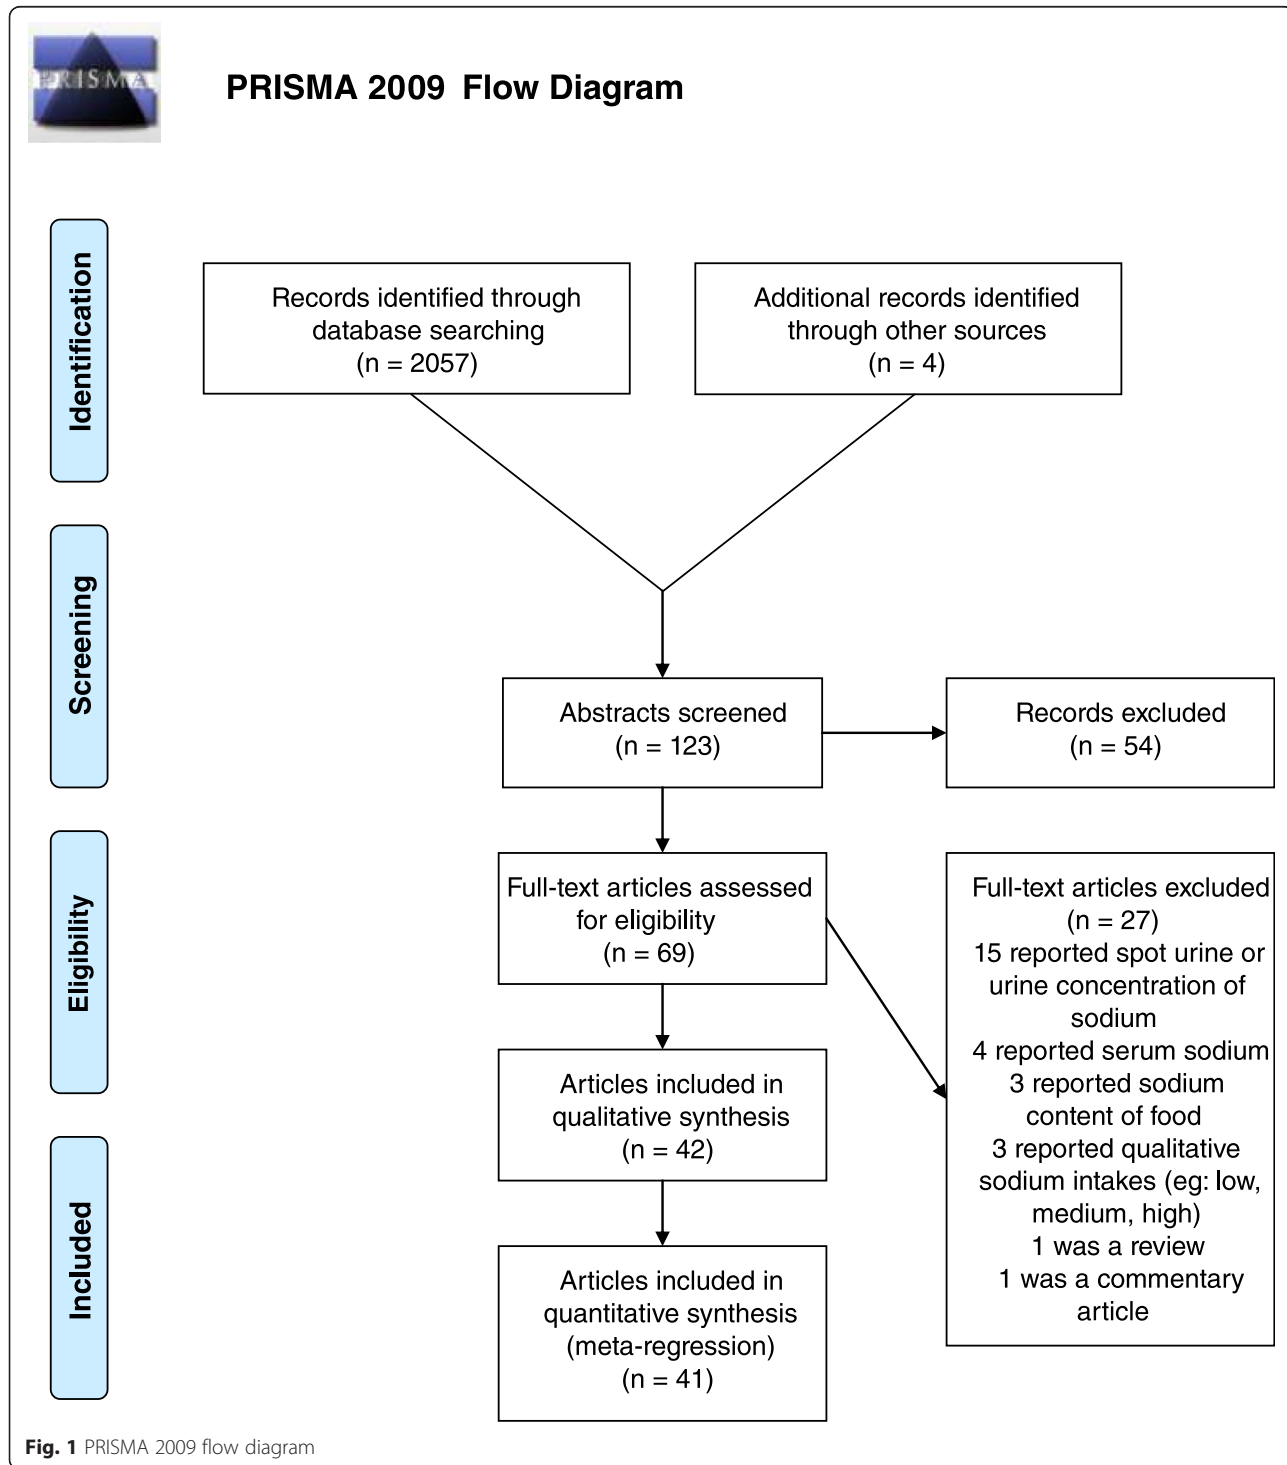 PRISMA
PRISMA 2009 Flow Diagram
Identification
Records identified through
database searching
(n = 2057)
Additional records identified
through other sources
(n = 4)
Screening
Abstracts screened
(n = 123)
Records excluded
(n = 54)
Eligibility
Full-text articles assessed
for eligibility
(n = 69)
Full-text articles excluded
(n = 27)
15 reported spot urine or
urine concentration of
sodium
4 reported serum sodium
3 reported sodium
content of food
3 reported qualitative
sodium intakes (eg: low,
medium, high)
1 was a review
1 was a commentary
article
Articles included in
qualitative synthesis
(n = 42)
Included
Articles included in
quantitative synthesis
(meta-regression)
(n = 41)
Fig. 1 PRISMA 2009 flow diagram